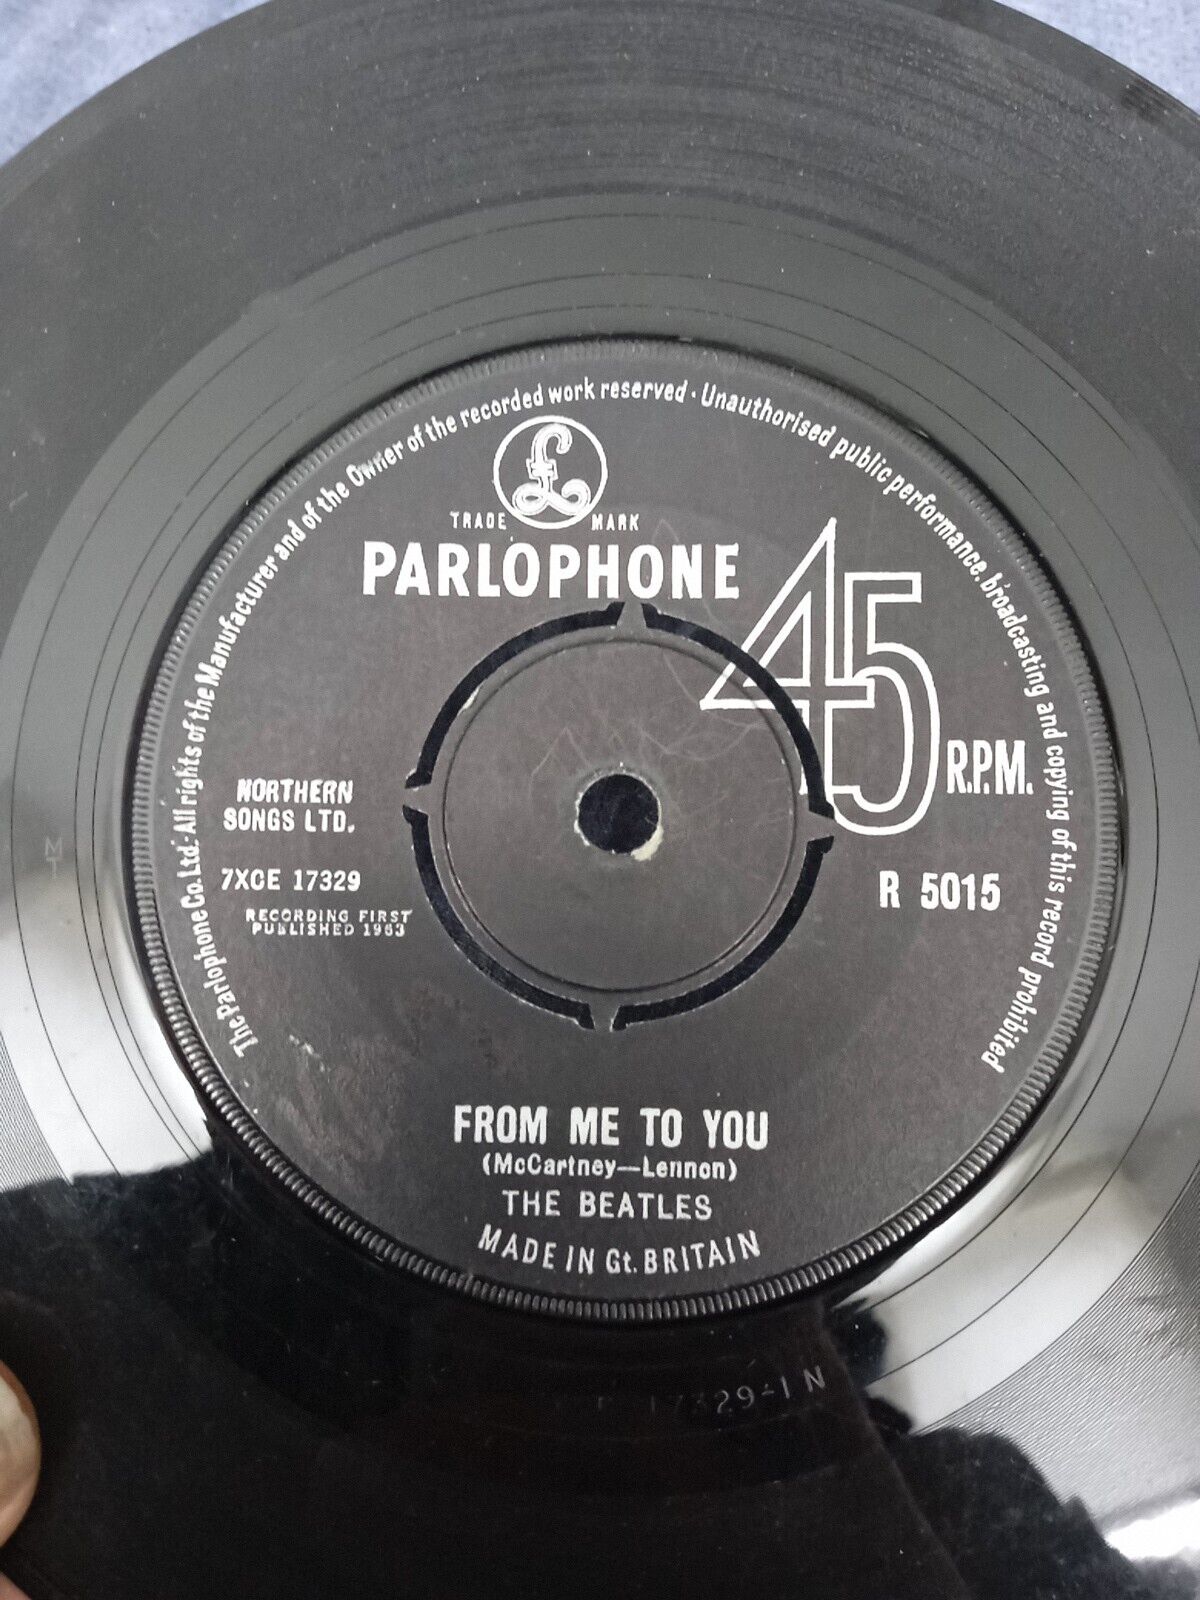 The Parlophone Co. Ltd. · All rights of the Manufacturer and of the Owner of the recorded work reserved · Unauthorised public performance, broadcasting and copying of this record prohibited
£
TRADE MARK
PARLOPHONE
45
R.P.M.
NORTHERN
SONGS LTD.
7XCE 17329
RECORDING FIRST
PUBLISHED 1963
R 5015
FROM ME TO YOU
(McCartney—Lennon)
THE BEATLES
MADE IN Gt. BRITAIN
17329-1N
MT